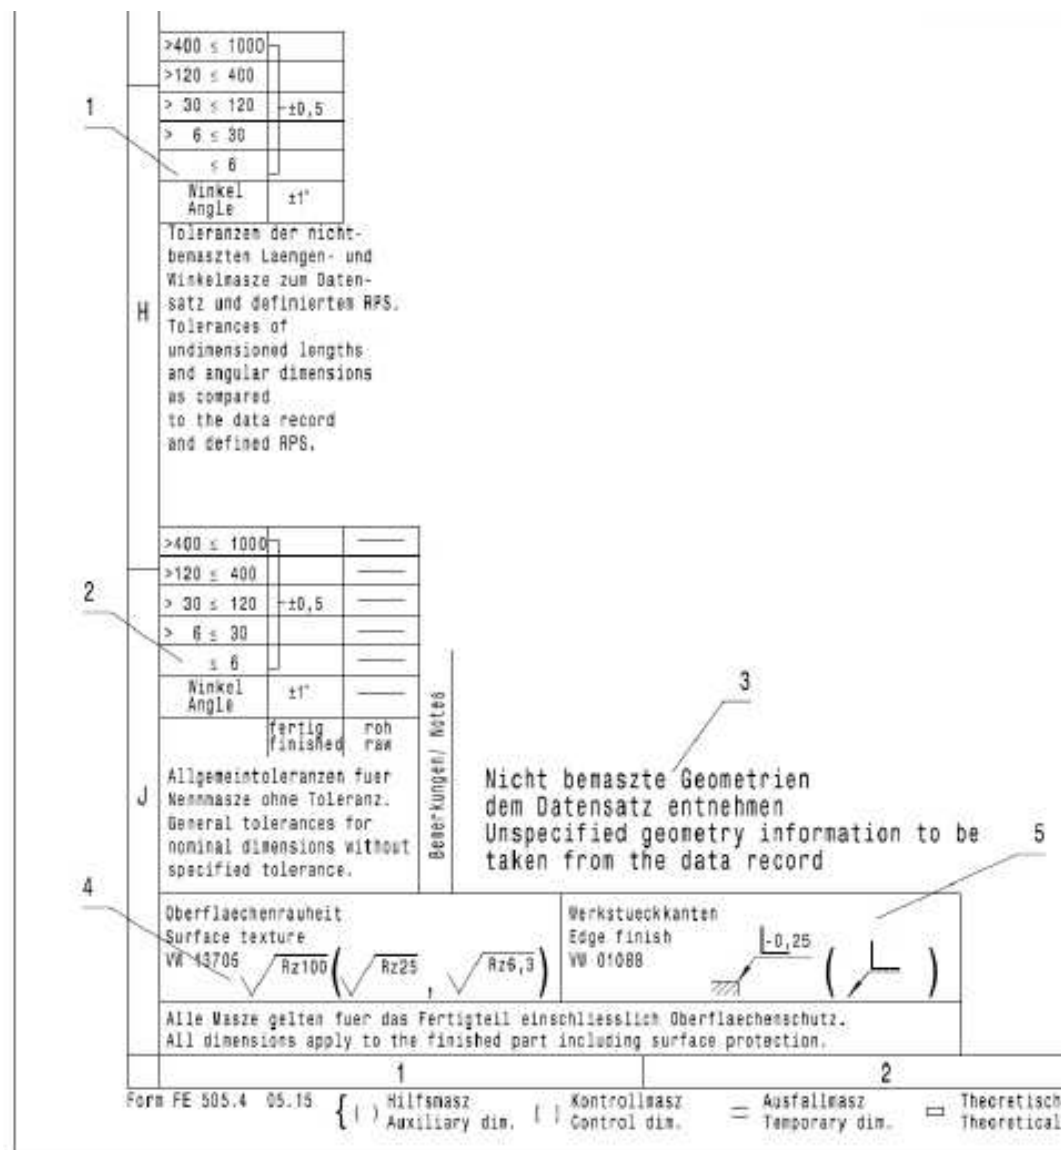 >400 ≤ 1000
>120 ≤ 400
1
> 30 ≤ 120 ±0,5
> 6 ≤ 30
≤ 6
Winkel ±1°
Angle
Toleranzen der nicht-
bemaszten Laengen- und
Winkelmasze zum Daten-
satz und definiertem RPS.
H
Tolerances of
undimensioned lengths
and angular dimensions
as compared
to the data record
and defined RPS.
>400 ≤ 1000
>120 ≤ 400
2
> 30 ≤ 120 ±0,5
> 6 ≤ 30
≤ 6
Winkel ±1°
Angle
fertig roh
finished raw
Bemerkungen/ Notes
3
J
Allgemeintoleranzen fuer
Nennmasze ohne Toleranz.
General tolerances for
nominal dimensions without
specified tolerance.
Nicht bemaszte Geometrien
dem Datensatz entnehmen
Unspecified geometry information to be
taken from the data record
5
4
Oberflaechenrauheit
Surface texture
VW 13705
Rz100 ( Rz25 , Rz6,3 )
Werkstueckkanten
Edge finish
VW 01088
-0,25 ( )
Alle Masze gelten fuer das Fertigteil einschliesslich Oberflaechenschutz.
All dimensions apply to the finished part including surface protection.
1 2
Form FE 505.4 05.15 { ( ) Hilfsmasz [ ] Kontrollmasz Ausfallmasz Theoretisch
Auxiliary dim. Control dim. Temporary dim. Theoretical